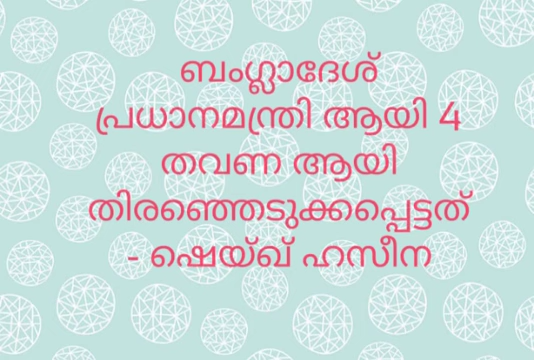 ബംഗ്ലാദേശ്
പ്രധാനമന്ത്രി ആയി 4
തവണ ആയി
തിരഞ്ഞെടുക്കപ്പെട്ടത്
- ഷെയ്ഖ് ഹസീന